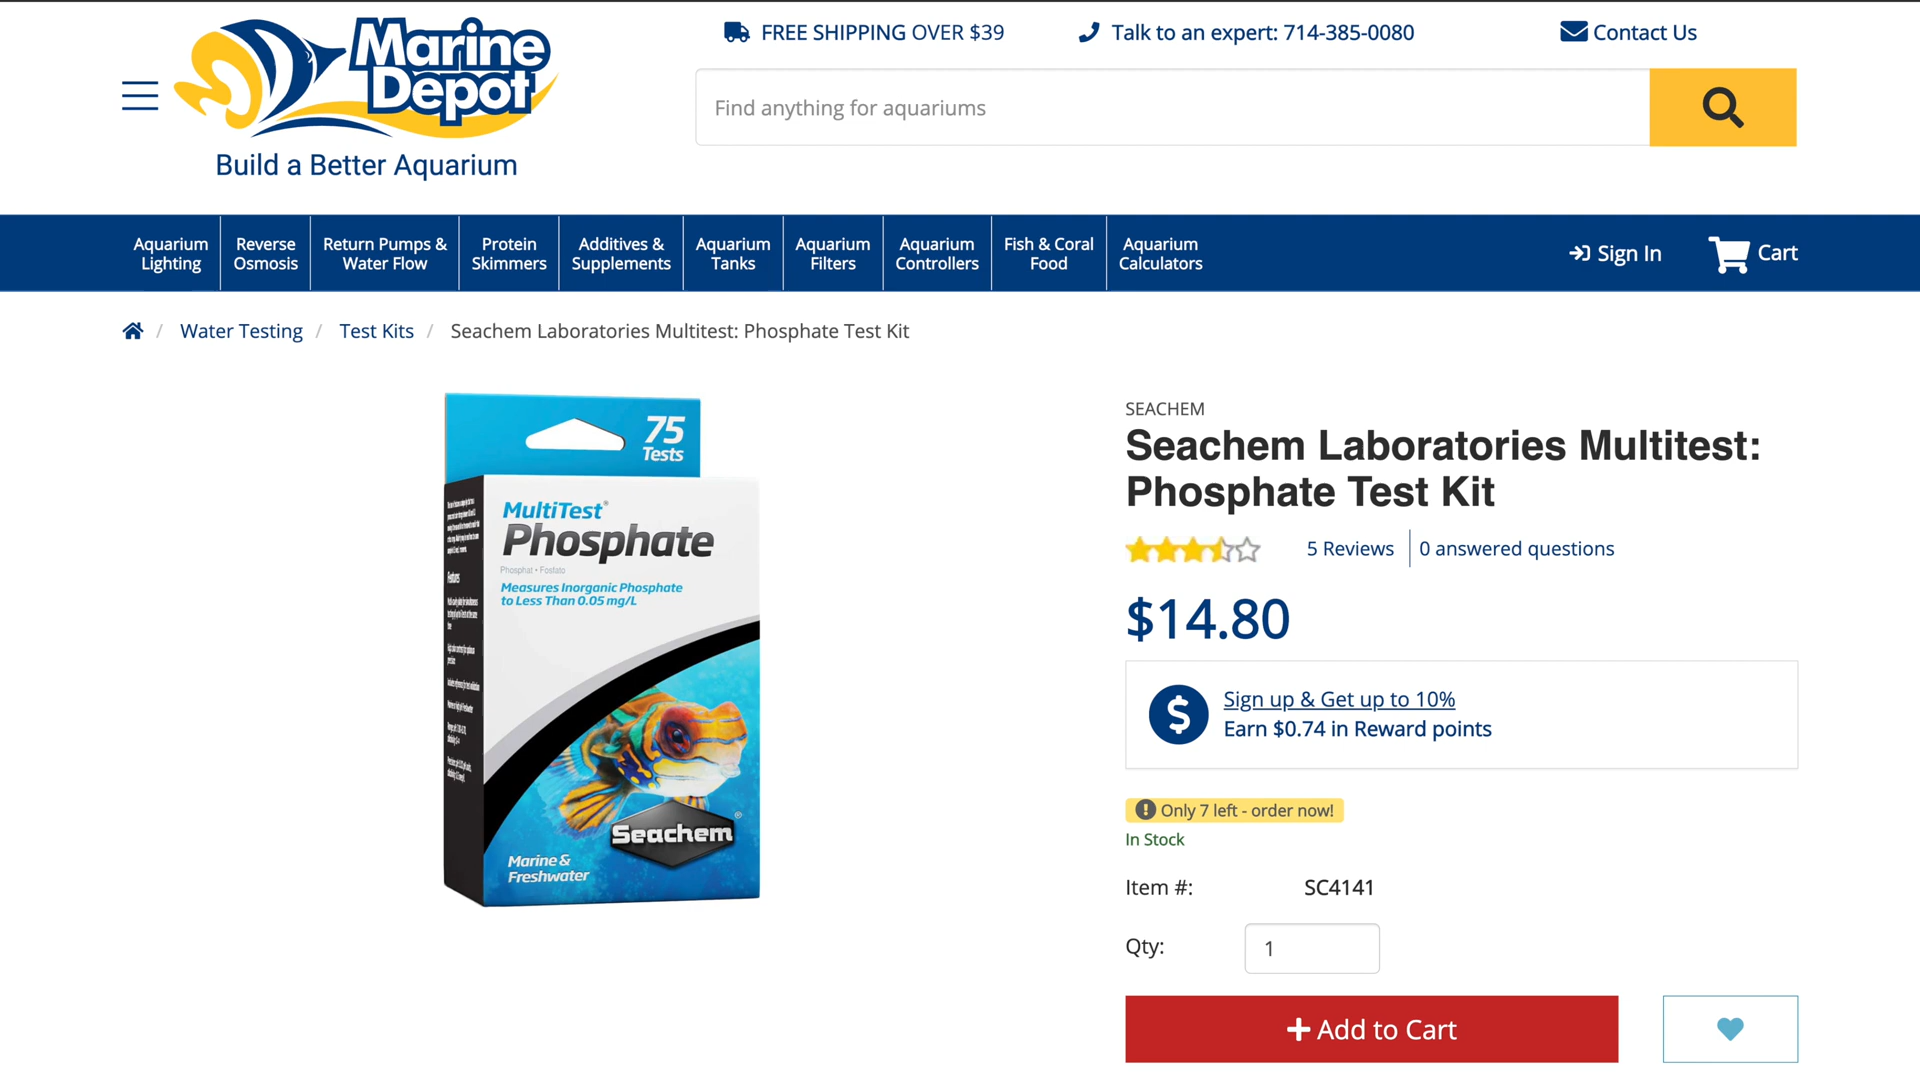 Marine
Depot
Build a Better Aquarium
FREE SHIPPING OVER $39
Talk to an expert: 714-385-0080
Contact Us
Find anything for aquariums
Aquarium
Lighting
Reverse
Osmosis
Return Pumps &
Water Flow
Protein
Skimmers
Additives &
Supplements
Aquarium
Tanks
Aquarium
Filters
Aquarium
Controllers
Fish & Coral
Food
Aquarium
Calculators
Sign In
Cart
/ Water Testing / Test Kits / Seachem Laboratories Multitest: Phosphate Test Kit
75
Tests
MultiTest®
Phosphate
Phosphat • Fosfato
Measures Inorganic Phosphate
to Less Than 0.05 mg/L
Seachem®
Marine &
Freshwater
Features
SEACHEM
Seachem Laboratories Multitest:
Phosphate Test Kit
5 Reviews
0 answered questions
$14.80
$
Sign up & Get up to 10%
Earn $0.74 in Reward points
Only 7 left - order now!
In Stock
Item #: SC4141
Qty: 1
Add to Cart